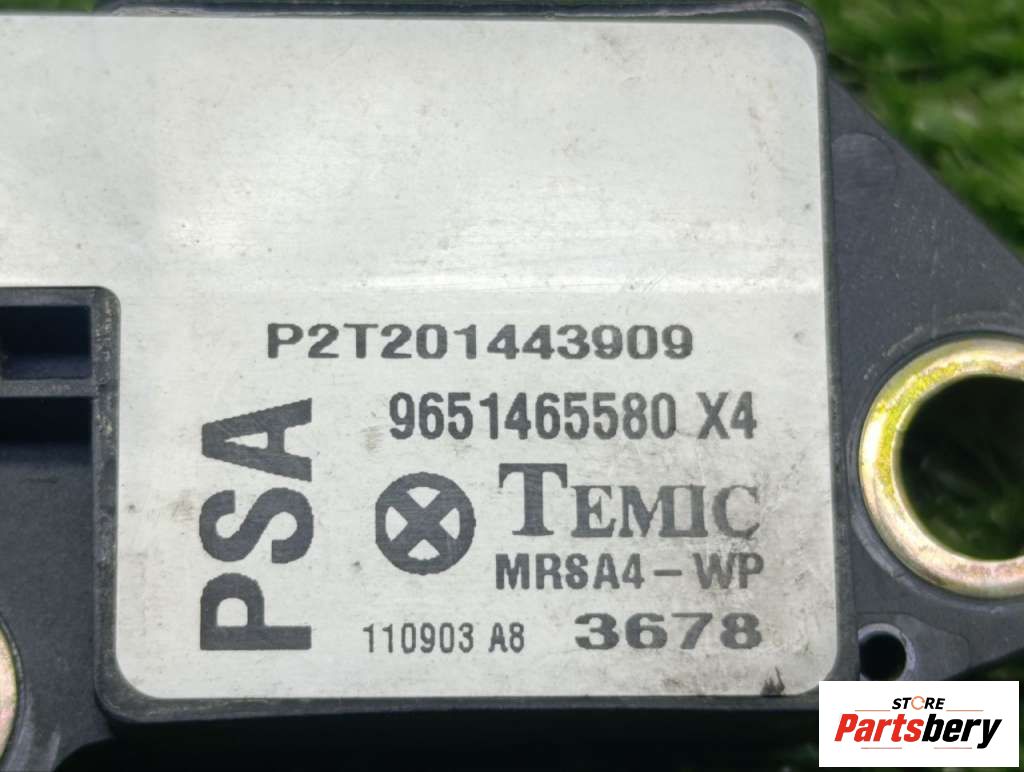 P2T201443909
9651465580 X4
PSA
TEMIC
MRSA4-WP
110903 A8 3678
STORE
Partsbery